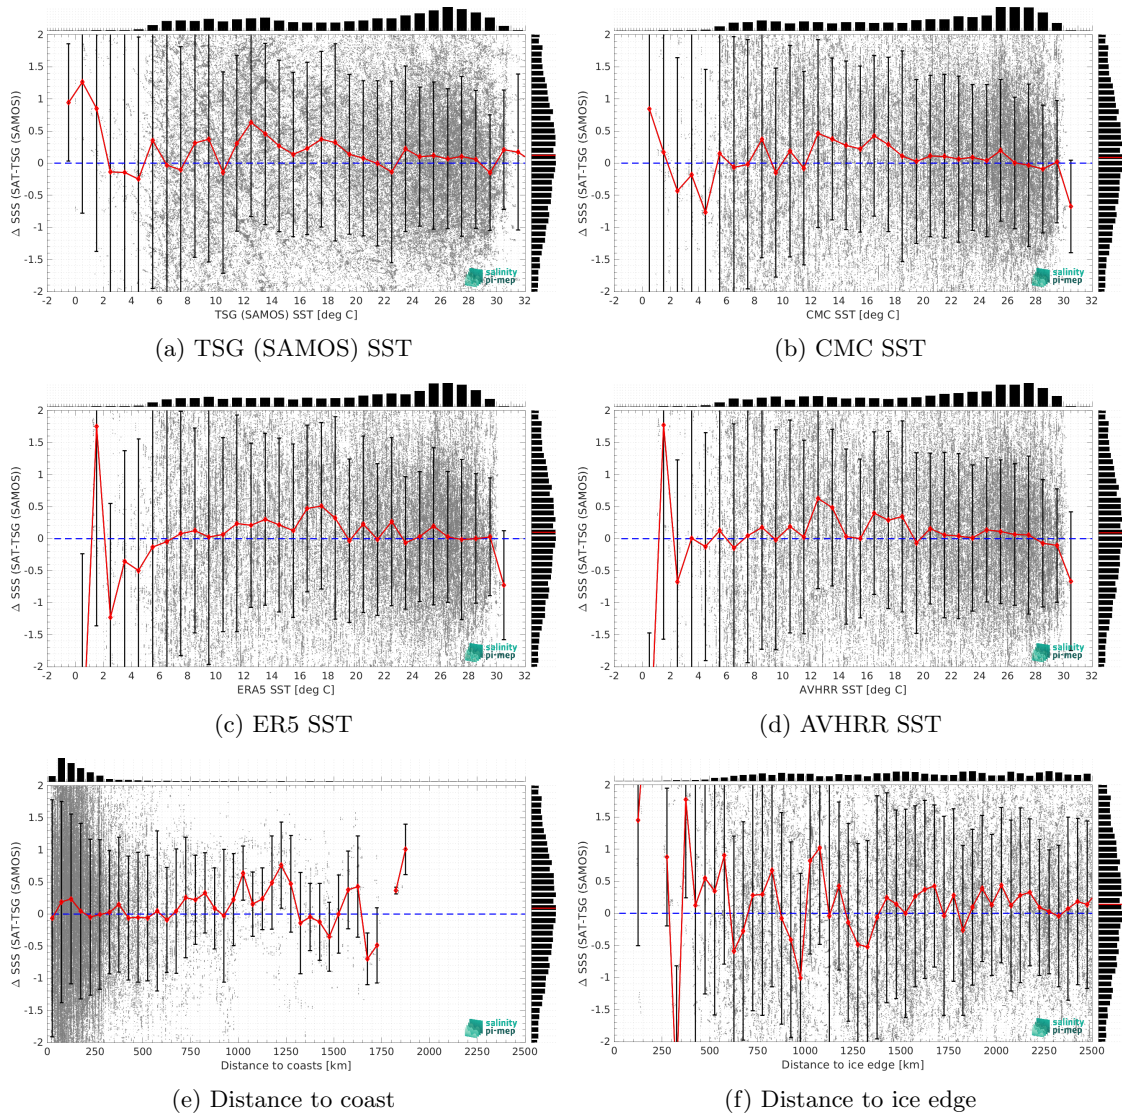 2
1.5
1
0.5
0
-0.5
-1
-1.5
-2
Δ SSS (SAT-TSG (SAMOS))
-2 0 2 4 6 8 10 12 14 16 18 20 22 24 26 28 30 32
TSG (SAMOS) SST [deg C]
salinity
pi-mep
(a) TSG (SAMOS) SST
2
1.5
1
0.5
0
-0.5
-1
-1.5
-2
Δ SSS (SAT-TSG (SAMOS))
-2 0 2 4 6 8 10 12 14 16 18 20 22 24 26 28 30 32
CMC SST [deg C]
salinity
pi-mep
(b) CMC SST
2
1.5
1
0.5
0
-0.5
-1
-1.5
-2
Δ SSS (SAT-TSG (SAMOS))
-2 0 2 4 6 8 10 12 14 16 18 20 22 24 26 28 30 32
ERA5 SST [deg C]
salinity
pi-mep
(c) ER5 SST
2
1.5
1
0.5
0
-0.5
-1
-1.5
-2
Δ SSS (SAT-TSG (SAMOS))
-2 0 2 4 6 8 10 12 14 16 18 20 22 24 26 28 30 32
AVHRR SST [deg C]
salinity
pi-mep
(d) AVHRR SST
2
1.5
1
0.5
0
-0.5
-1
-1.5
-2
Δ SSS (SAT-TSG (SAMOS))
0 250 500 750 1000 1250 1500 1750 2000 2250 2500
Distance to coasts [km]
salinity
pi-mep
(e) Distance to coast
2
1.5
1
0.5
0
-0.5
-1
-1.5
-2
Δ SSS (SAT-TSG (SAMOS))
0 250 500 750 1000 1250 1500 1750 2000 2250 2500
Distance to ice edge [km]
salinity
pi-mep
(f) Distance to ice edge